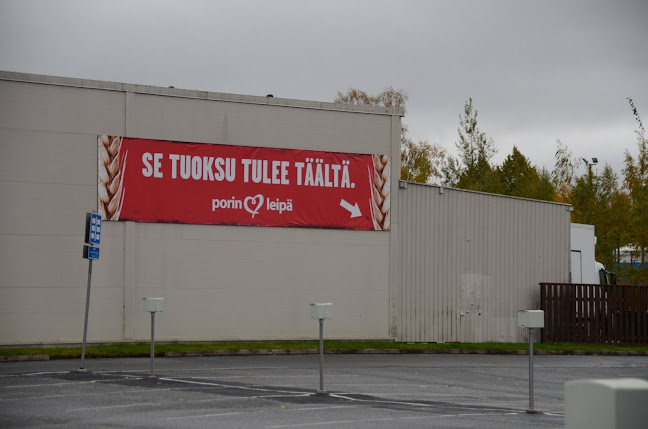 SE TUOKSU TULEE TÄÄLTÄ.
porin leipä